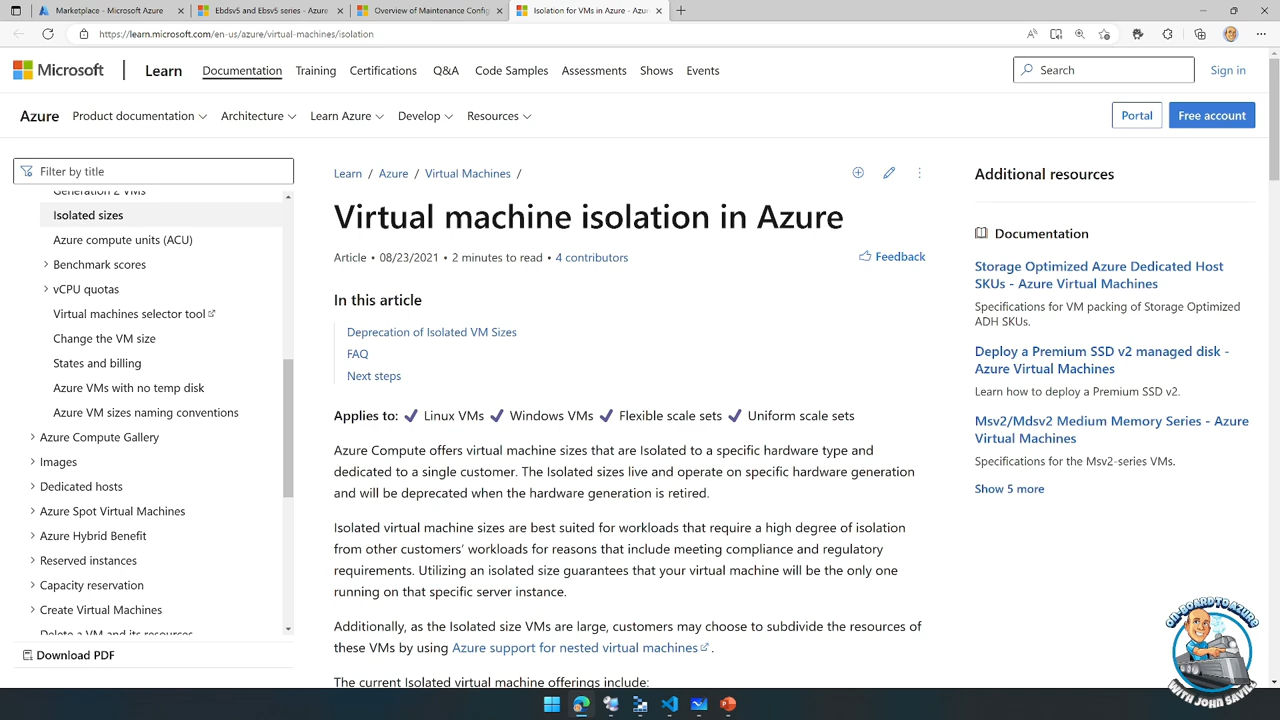 Marketplace - Microsoft Azure
Ebdsv5 and Ebsv5 series - Azure
Overview of Maintenance Config
Isolation for VMs in Azure - Azu
https://learn.microsoft.com/en-us/azure/virtual-machines/isolation
Microsoft
Learn
Documentation
Training
Certifications
Q&A
Code Samples
Assessments
Shows
Events
Search
Sign in
Azure
Product documentation
Architecture
Learn Azure
Develop
Resources
Portal
Free account
Filter by title
Generation 2 VMs
Isolated sizes
Azure compute units (ACU)
Benchmark scores
vCPU quotas
Virtual machines selector tool
Change the VM size
States and billing
Azure VMs with no temp disk
Azure VM sizes naming conventions
Azure Compute Gallery
Images
Dedicated hosts
Azure Spot Virtual Machines
Azure Hybrid Benefit
Reserved instances
Capacity reservation
Create Virtual Machines
Delete a VM and its resources
Download PDF
Learn / Azure / Virtual Machines /
Virtual machine isolation in Azure
Article • 08/23/2021 • 2 minutes to read • 4 contributors
Feedback
In this article
Deprecation of Isolated VM Sizes
FAQ
Next steps
Applies to: ✔ Linux VMs ✔ Windows VMs ✔ Flexible scale sets ✔ Uniform scale sets
Azure Compute offers virtual machine sizes that are Isolated to a specific hardware type and
dedicated to a single customer. The Isolated sizes live and operate on specific hardware generation
and will be deprecated when the hardware generation is retired.
Isolated virtual machine sizes are best suited for workloads that require a high degree of isolation
from other customers' workloads for reasons that include meeting compliance and regulatory
requirements. Utilizing an isolated size guarantees that your virtual machine will be the only one
running on that specific server instance.
Additionally, as the Isolated size VMs are large, customers may choose to subdivide the resources of
these VMs by using Azure support for nested virtual machines.
The current Isolated virtual machine offerings include:
Additional resources
Documentation
Storage Optimized Azure Dedicated Host
SKUs - Azure Virtual Machines
Specifications for VM packing of Storage Optimized
ADH SKUs.
Deploy a Premium SSD v2 managed disk -
Azure Virtual Machines
Learn how to deploy a Premium SSD v2.
Msv2/Mdsv2 Medium Memory Series - Azure
Virtual Machines
Specifications for the Msv2-series VMs.
Show 5 more
ON-BOARD TO AZURE
WITH JOHN SAVILL